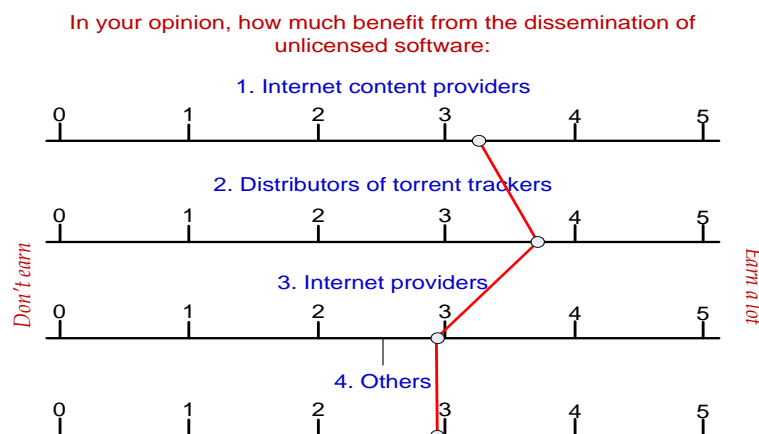 In your opinion, how much benefit from the dissemination of
unlicensed software:
1. Internet content providers
0 1 2 3 4 5
2. Distributors of torrent trackers
0 1 2 3 4 5
Don't earn
Earn a lot
3. Internet providers
0 1 2 3 4 5
4. Others
0 1 2 3 4 5